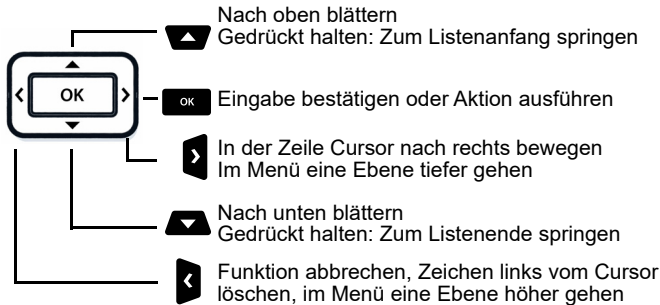 Nach oben blättern
Gedrückt halten: Zum Listenanfang springen
OK
OK
Eingabe bestätigen oder Aktion ausführen
In der Zeile Cursor nach rechts bewegen
Im Menü eine Ebene tiefer gehen
Nach unten blättern
Gedrückt halten: Zum Listenende springen
Funktion abbrechen, Zeichen links vom Cursor
löschen, im Menü eine Ebene höher gehen